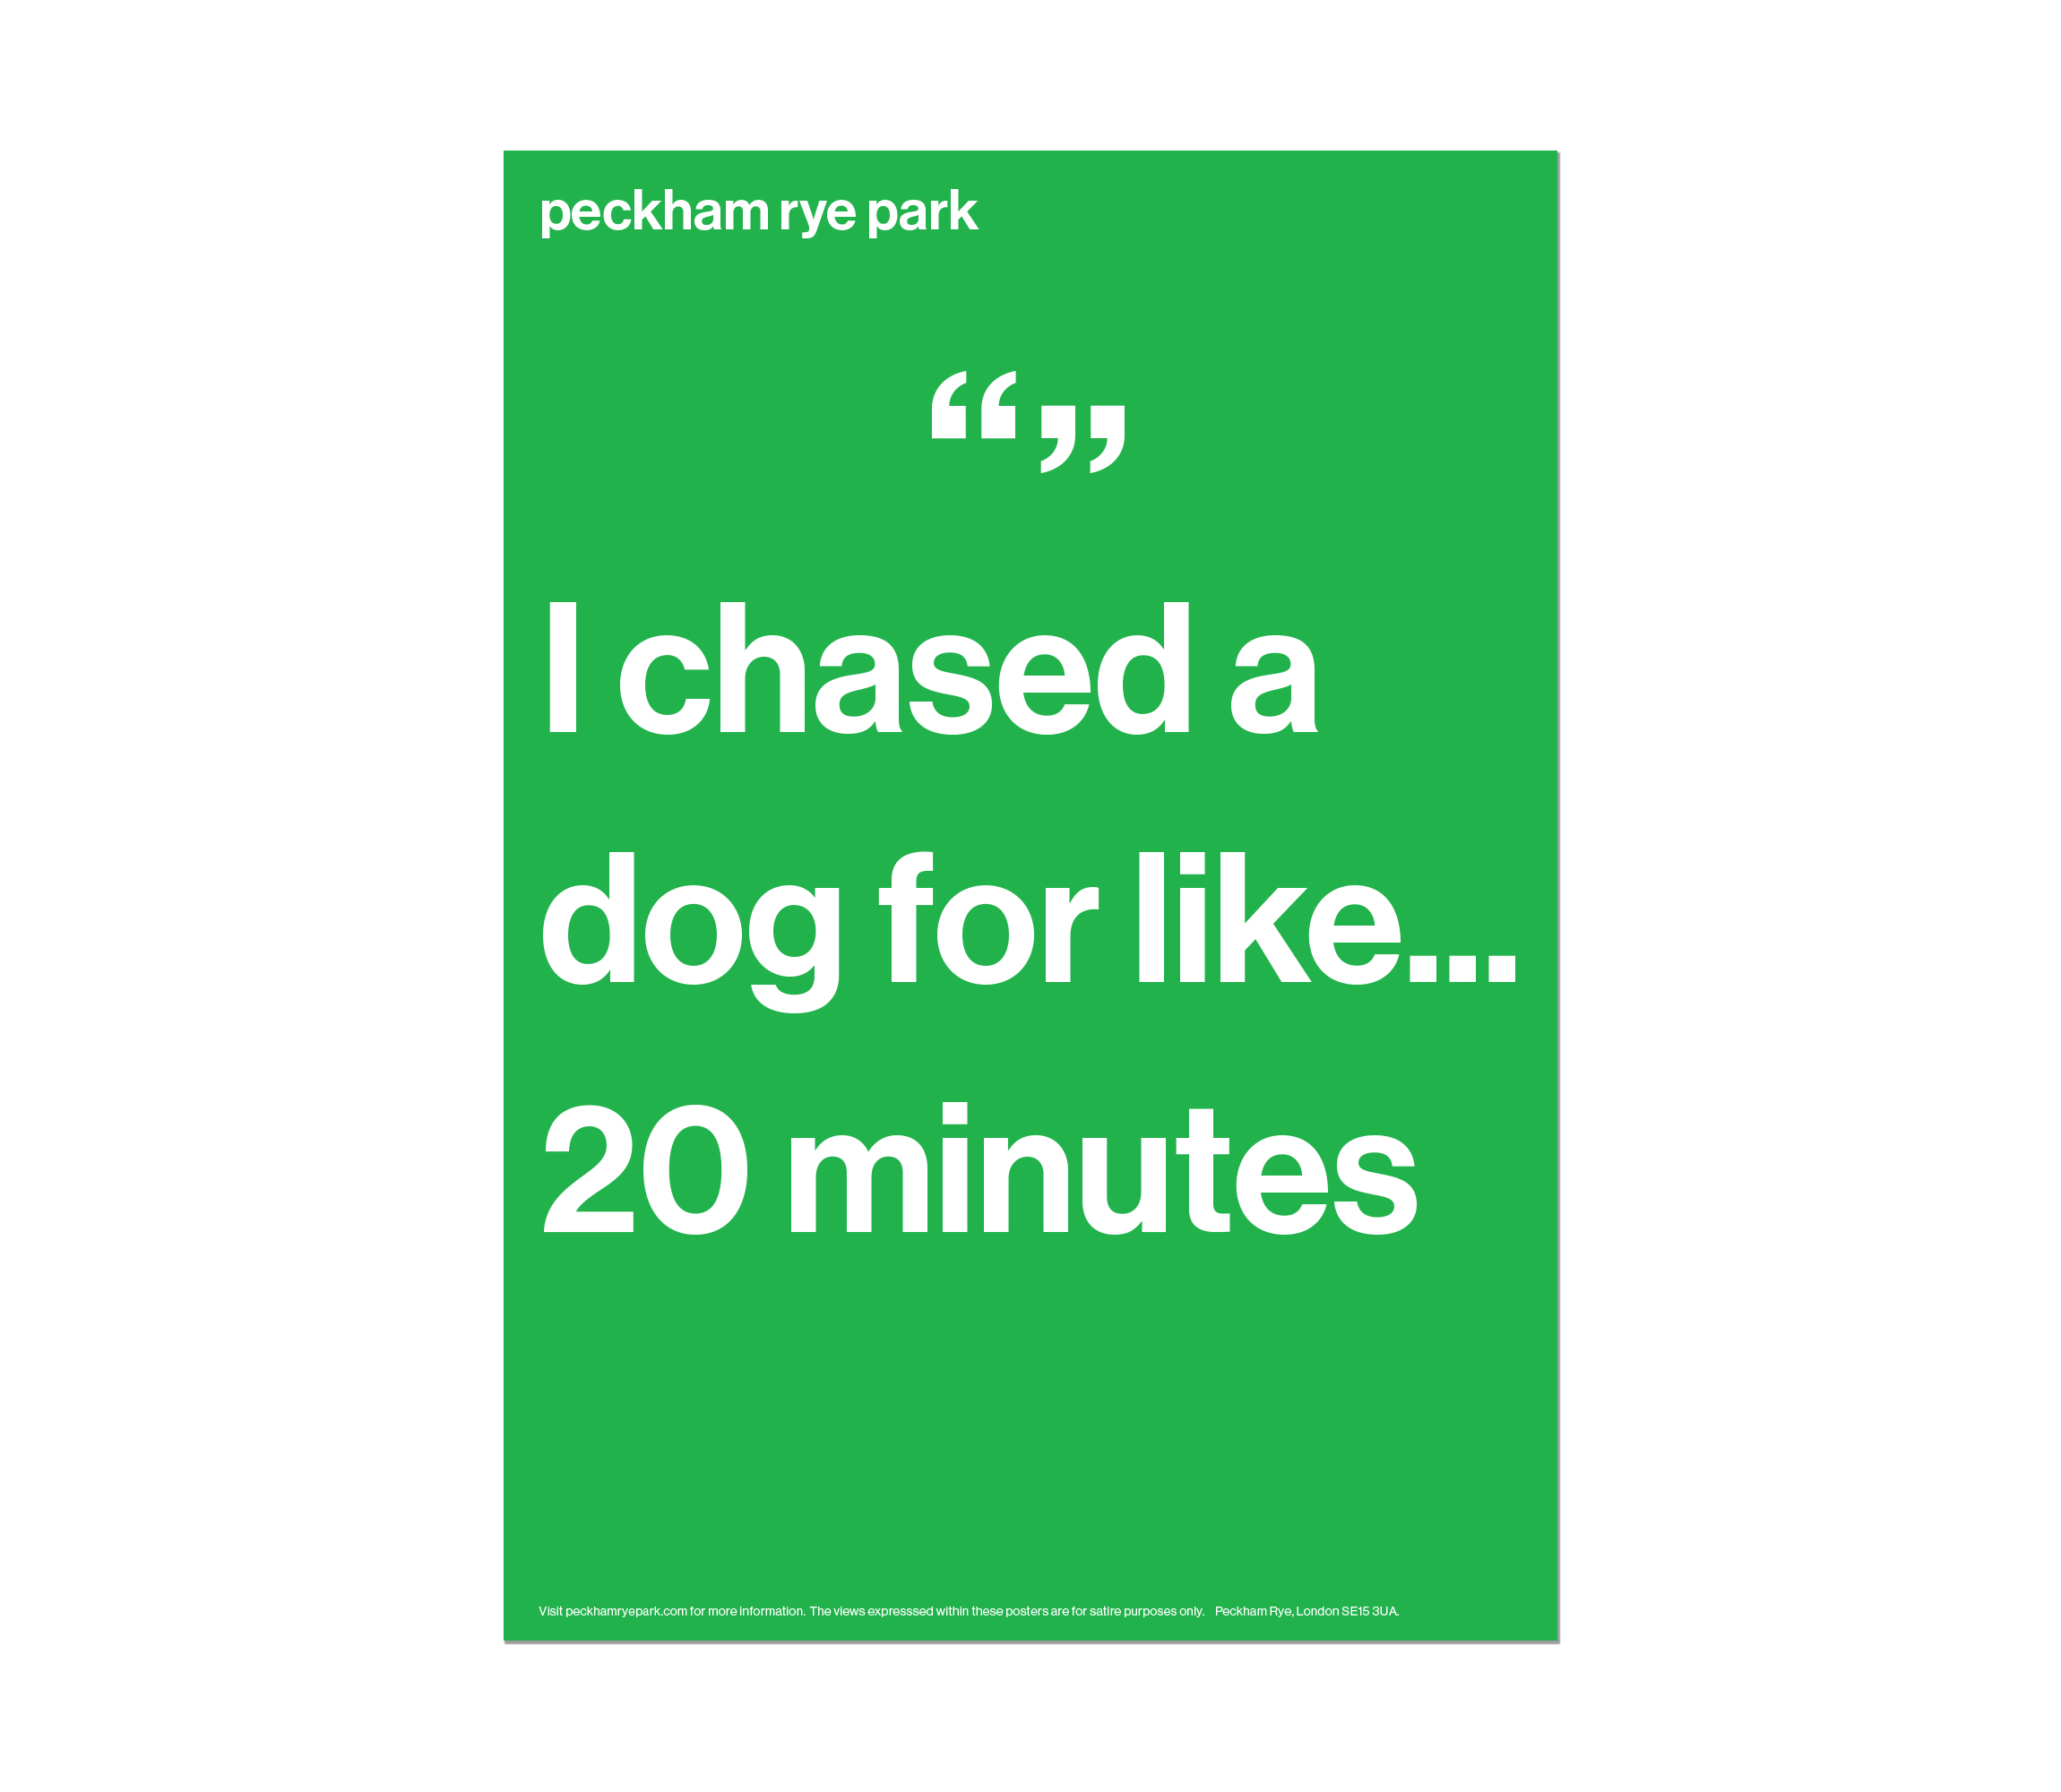 peckham rye park
“”
I chased a
dog for like...
20 minutes
Visit peckhamryepark.com for more information. The views expresssed within these posters are for satire purposes only. Peckham Rye, London SE15 3UA.